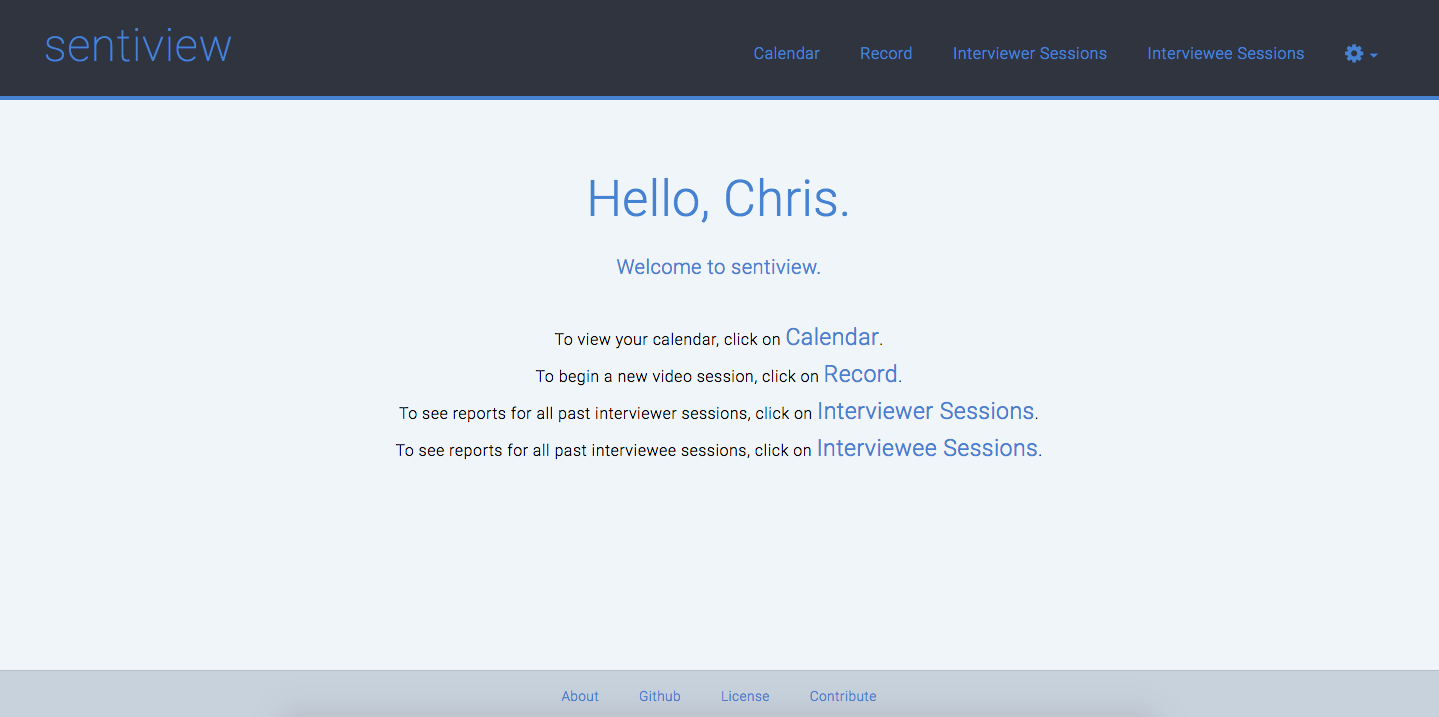 sentiview
Calendar Record Interviewer Sessions Interviewee Sessions
Hello, Chris.
Welcome to sentiview.
To view your calendar, click on Calendar.
To begin a new video session, click on Record.
To see reports for all past interviewer sessions, click on Interviewer Sessions.
To see reports for all past interviewee sessions, click on Interviewee Sessions.
About Github License Contribute